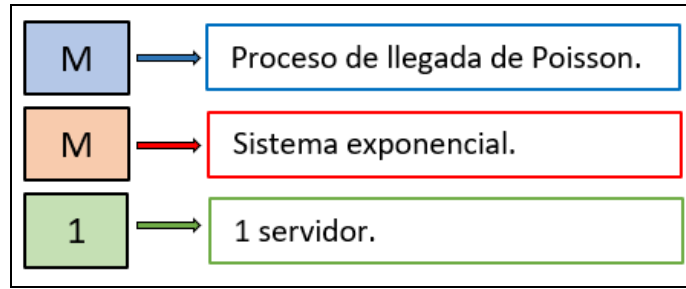 M
Proceso de llegada de Poisson.
M
Sistema exponencial.
1
1 servidor.